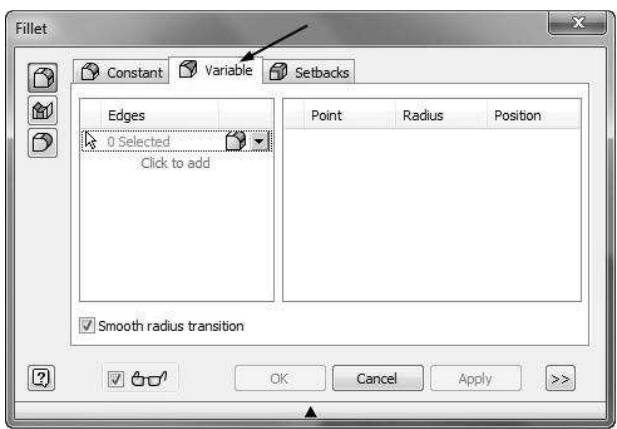 Fillet
Constant Variable Setbacks
Edges Point Radius Position
0 Selected
Click to add
Smooth radius transition
OK Cancel Apply >>